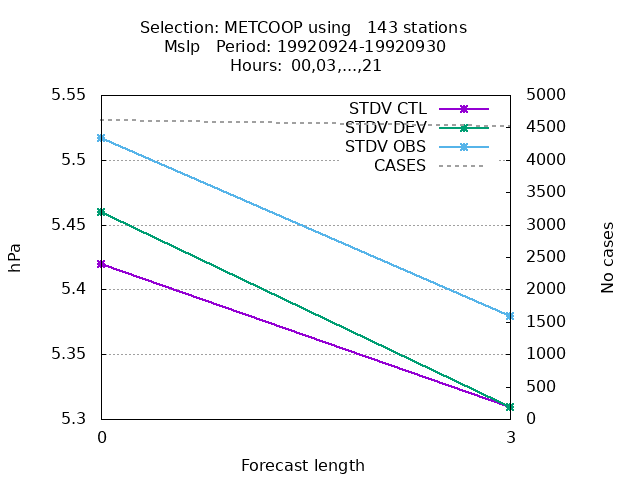 Selection: METCOOP using   143 stations
Mslp   Period: 19920924-19920930
Hours:  00,03,...,21
5.55
5.5
5.45
5.4
5.35
5.3
5000
4500
4000
3500
3000
2500
2000
1500
1000
500
0
STDV CTL
STDV DEV
STDV OBS
CASES
hPa
No cases
0
3
Forecast length